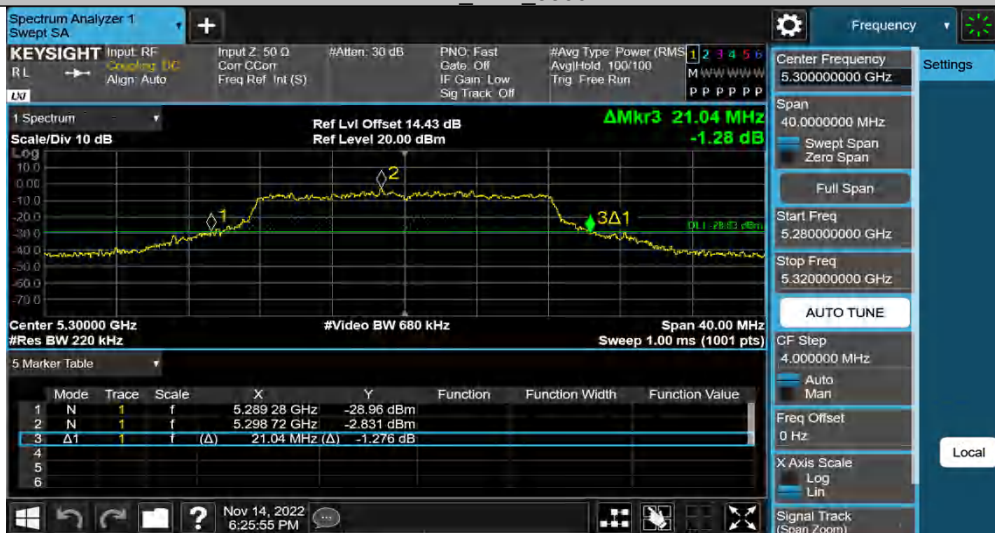 Spectrum Analyzer 1
Swept SA
+
Frequency
KEYSIGHT
RL
LXI
Input: RF
Coupling: DC
Align: Auto
Input Z: 50 Ω
Corr CCorr
Freq Ref: Int (S)
#Atten: 30 dB
PNO: Fast
Gate: Off
IF Gain: Low
Sig Track: Off
#Avg Type: Power (RMS
Avg|Hold: 100/100
Trig: Free Run
1 2 3 4 5 6
M W W W W W
P P P P P P
1 Spectrum
Scale/Div 10 dB
Ref Lvl Offset 14.43 dB
Ref Level 20.00 dBm
ΔMkr3 21.04 MHz
-1.28 dB
Log
10.0
0.00
-10.0
-20.0
-30.0
-40.0
-50.0
-60.0
-70.0
1
2
3Δ1
DL1 -28.83 dBm
Center 5.30000 GHz
#Res BW 220 kHz
#Video BW 680 kHz
Span 40.00 MHz
Sweep 1.00 ms (1001 pts)
5 Marker Table
Mode Trace Scale X Y Function Function Width Function Value
1 N 1 f 5.289 28 GHz -28.96 dBm
2 N 1 f 5.298 72 GHz -2.831 dBm
3 Δ1 1 f (Δ) 21.04 MHz (Δ) -1.276 dB
4
5
6
?
Nov 14, 2022
6:25:55 PM
Center Frequency
5.300000000 GHz
Span
40.0000000 MHz
Swept Span
Zero Span
Full Span
Start Freq
5.280000000 GHz
Stop Freq
5.320000000 GHz
AUTO TUNE
CF Step
4.000000 MHz
Auto
Man
Freq Offset
0 Hz
X Axis Scale
Log
Lin
Signal Track
(Span Zoom)
Settings
Local